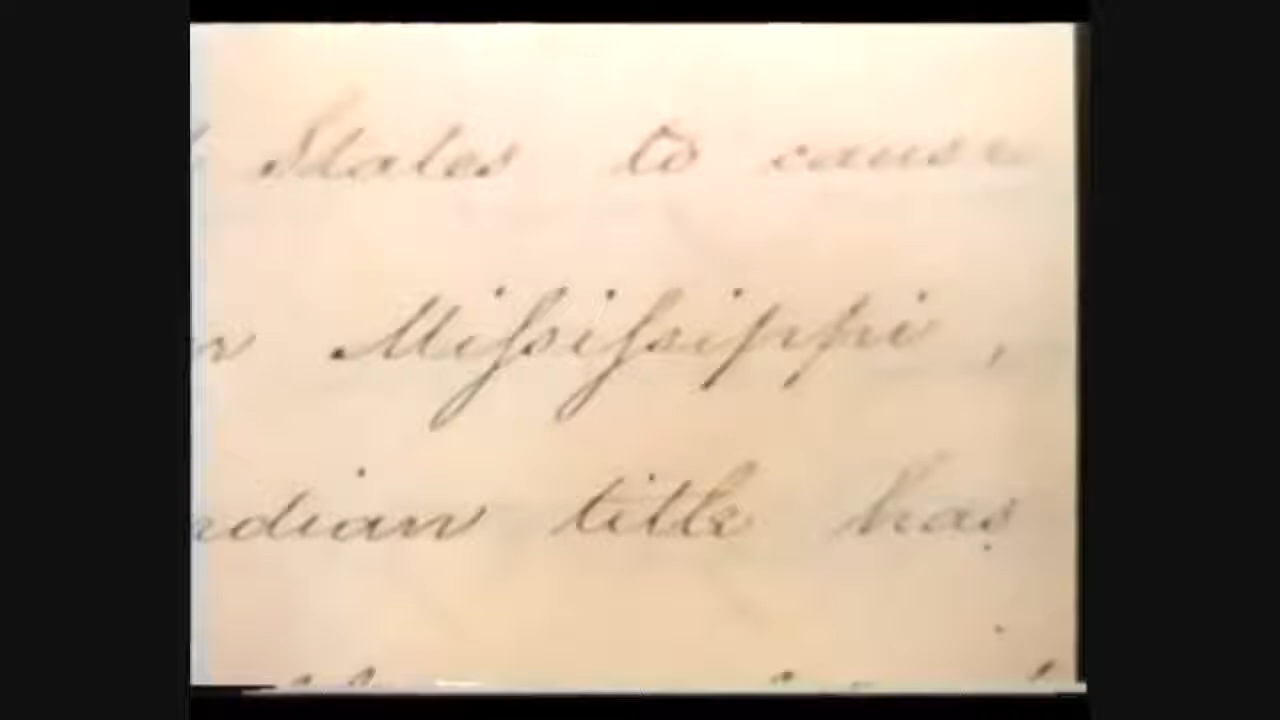 States to cause
Mississippi,
ndian title has